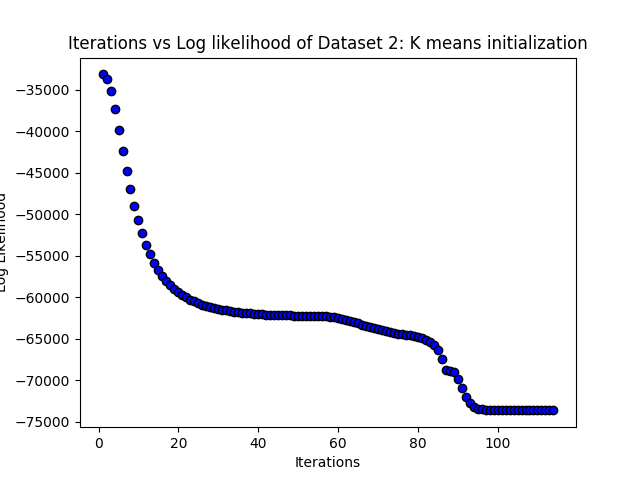 Iterations vs Log likelihood of Dataset 2: K means initialization
−35000
−40000
−45000
−50000
−55000
−60000
−65000
−70000
−75000
Log Likelihood
0 20 40 60 80 100
Iterations